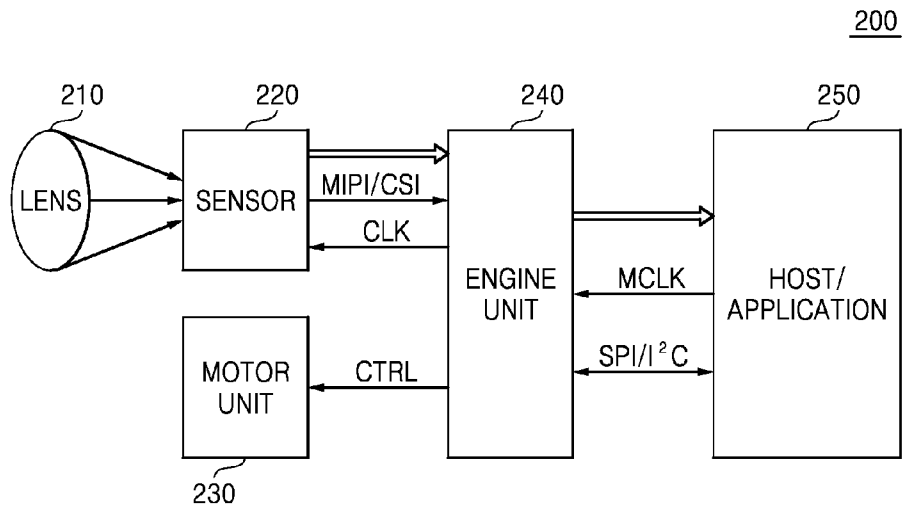 200
210
220
240
250
LENS
SENSOR
MIPI/CSI
CLK
ENGINE
UNIT
MCLK
SPI/I²C
HOST/
APPLICATION
MOTOR
UNIT
CTRL
230